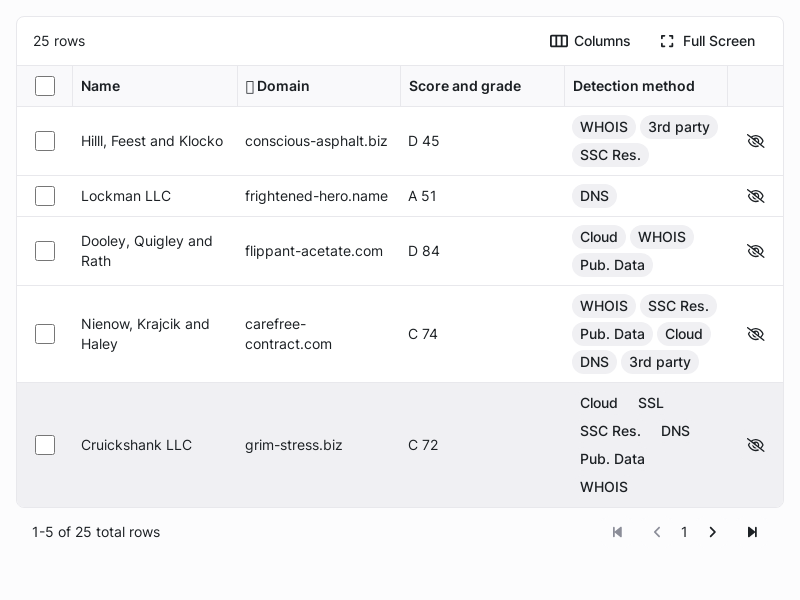 25 rows
Columns
Full Screen
Name
Domain
Score and grade
Detection method
Hilll, Feest and Klocko
conscious-asphalt.biz
D 45
WHOIS 3rd party
SSC Res.
Lockman LLC
frightened-hero.name
A 51
DNS
Dooley, Quigley and
Rath
flippant-acetate.com
D 84
Cloud WHOIS
Pub. Data
Nienow, Krajcik and
Haley
carefree-
contract.com
C 74
WHOIS SSC Res.
Pub. Data Cloud
DNS 3rd party
Cruickshank LLC
grim-stress.biz
C 72
Cloud SSL
SSC Res. DNS
Pub. Data
WHOIS
1-5 of 25 total rows
1